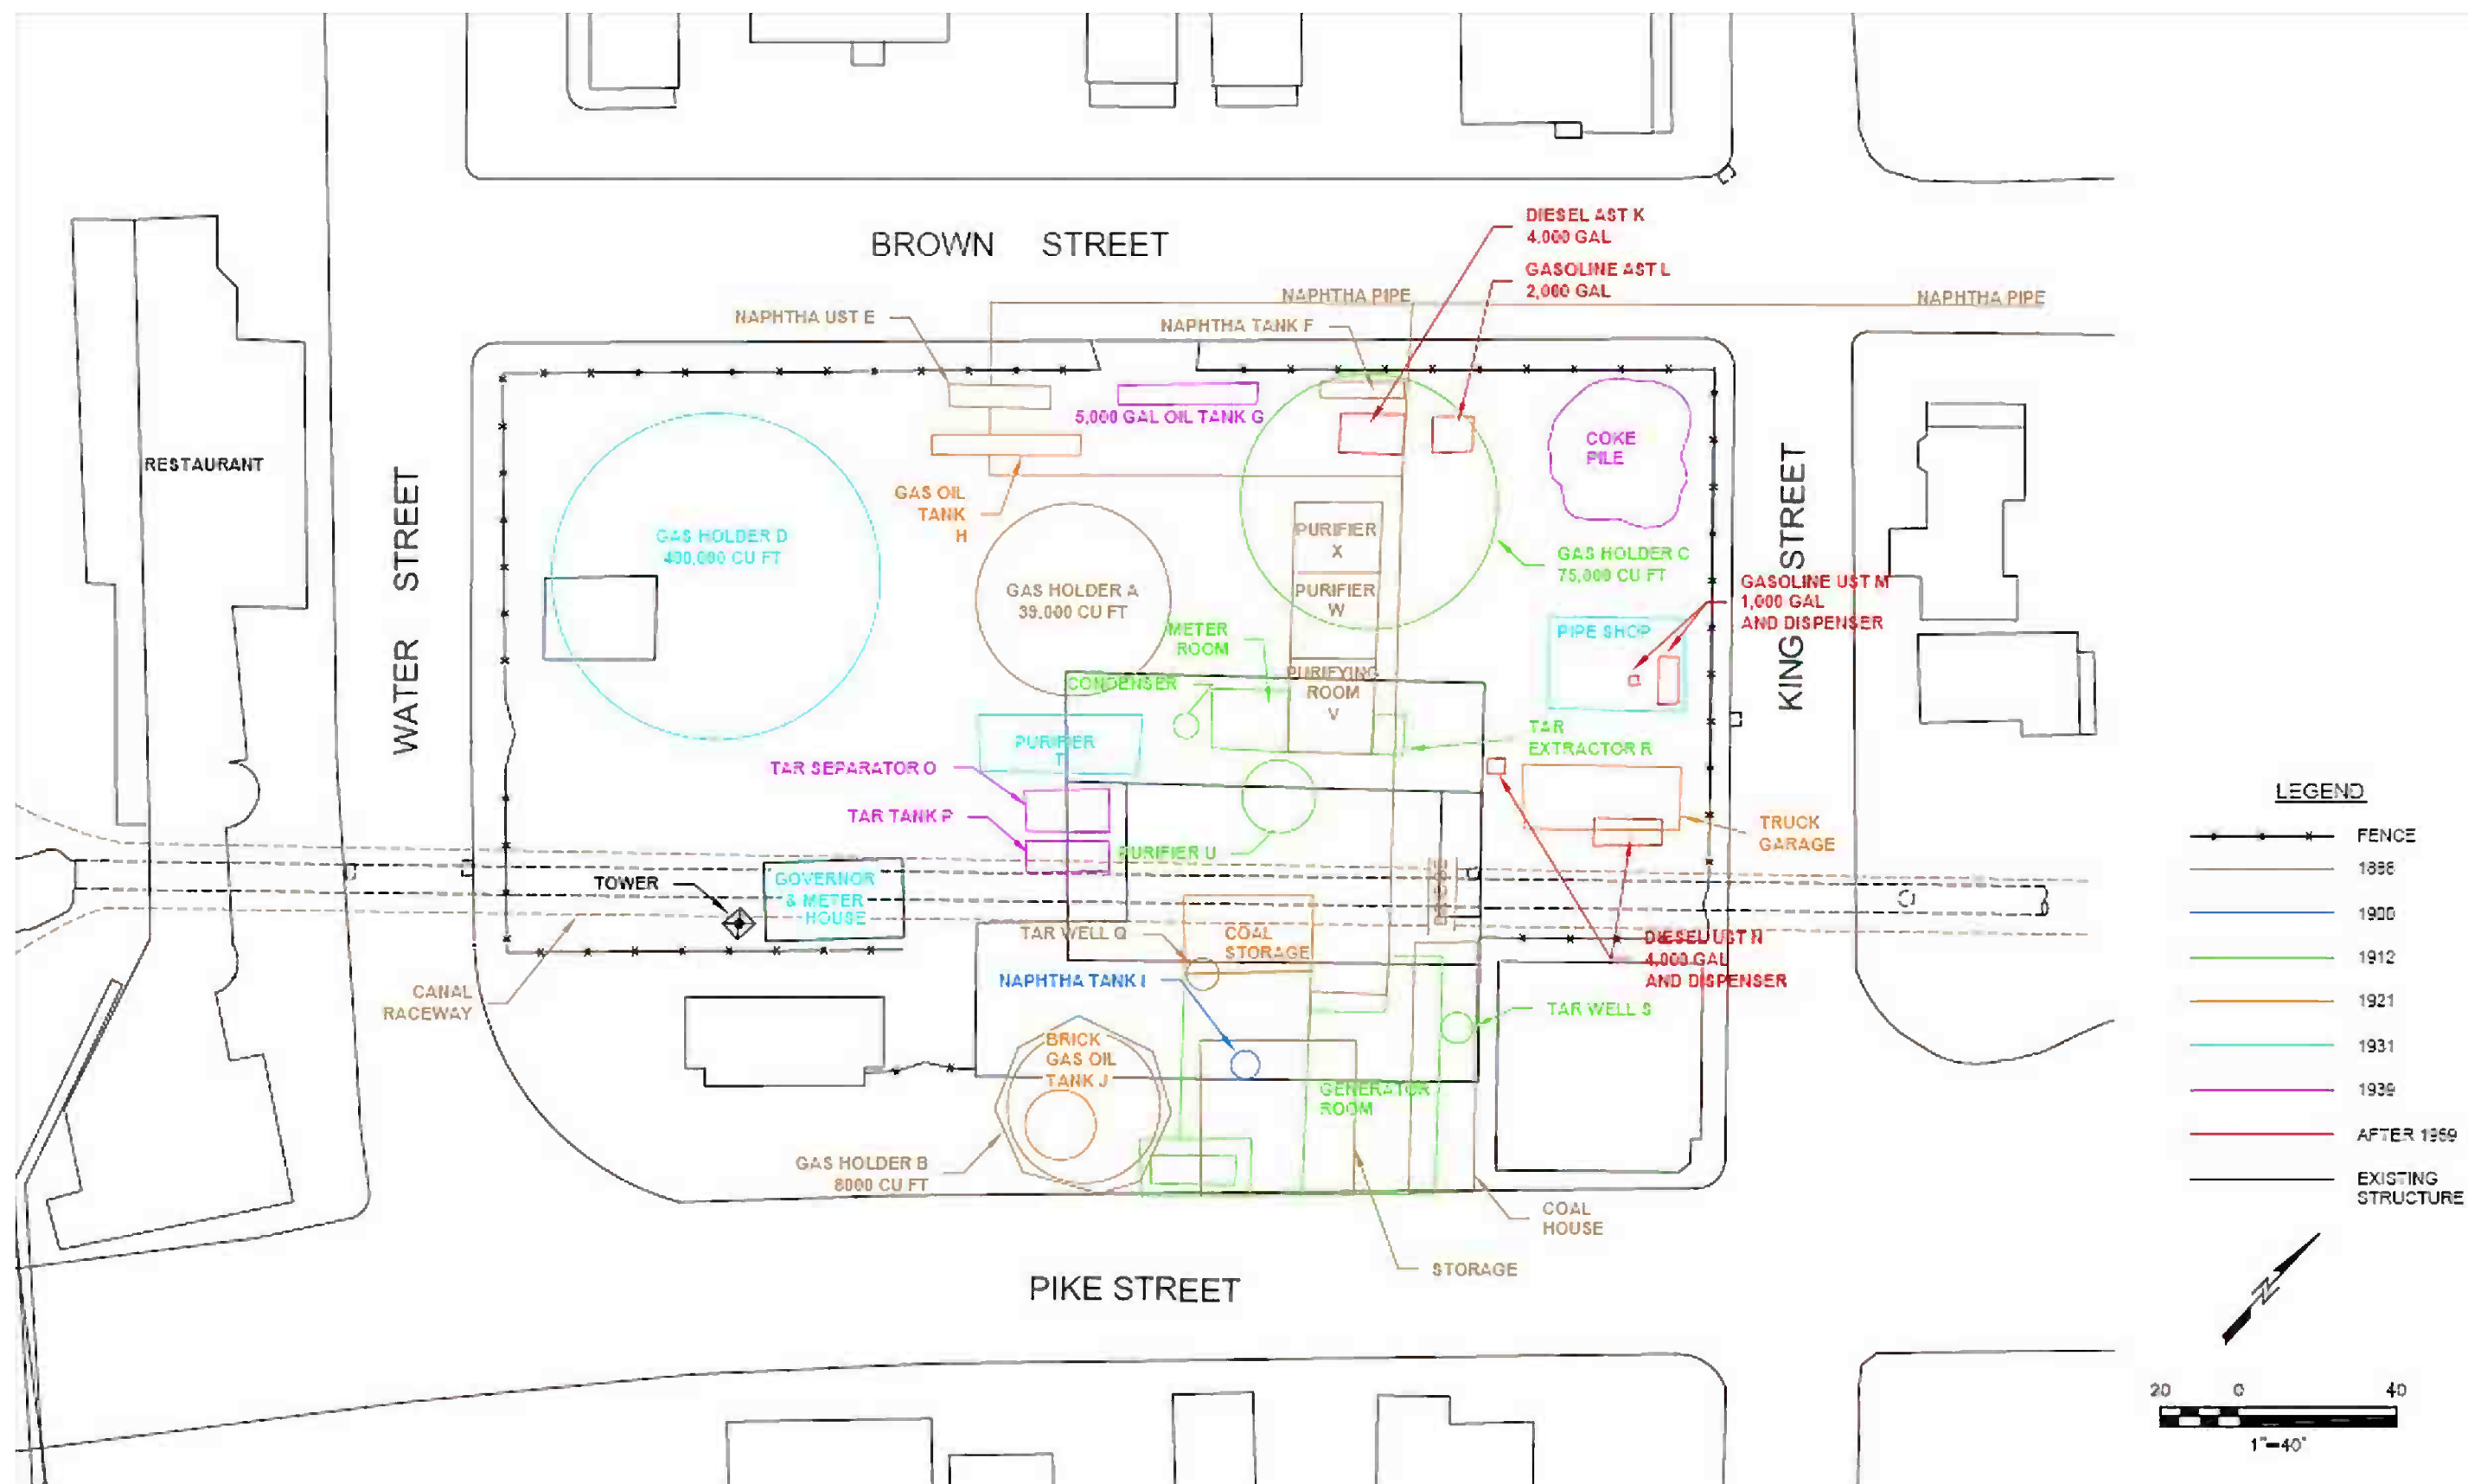 BROWN STREET
DIESEL AST K
4,000 GAL
GASOLINE AST L
2,000 GAL
NAPHTHA PIPE
NAPHTHA PIPE
NAPHTHA UST E
NAPHTHA TANK F
5,000 GAL OIL TANK G
COKE
PILE
RESTAURANT
WATER STREET
KING STREET
GAS OIL
TANK
H
GAS HOLDER D
400,000 CU FT
PURIFIER
X
GAS HOLDER C
75,000 CU FT
GAS HOLDER A
39,000 CU FT
PURIFIER
W
GASOLINE UST M
1,000 GAL
AND DISPENSER
METER
ROOM
PIPE SHOP
CONDENSER
PURIFYING
ROOM
V
PURIFIER
T
TAR
EXTRACTOR R
TAR SEPARATOR O
TAR TANK P
PURIFIER U
TRUCK
GARAGE
TOWER
GOVERNOR
& METER
HOUSE
TAR WELL Q
COAL
STORAGE
DIESEL UST N
4,000 GAL
AND DISPENSER
NAPHTHA TANK I
CANAL
RACEWAY
TAR WELL S
BRICK
GAS OIL
TANK J
GENERATOR
ROOM
GAS HOLDER B
8000 CU FT
COAL
HOUSE
STORAGE
PIKE STREET
LEGEND
FENCE
1900
1912
1921
1931
1939
EXISTING
STRUCTURE
20 0 40
1"=40'